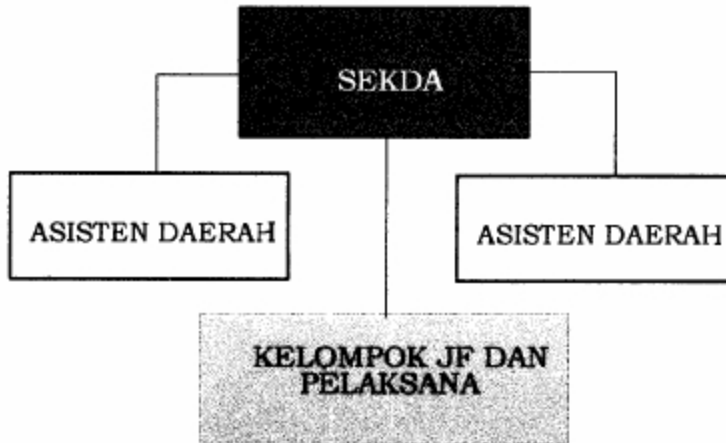 SEKDA
ASISTEN DAERAH
ASISTEN DAERAH
KELOMPOK JF DAN
PELAKSANA